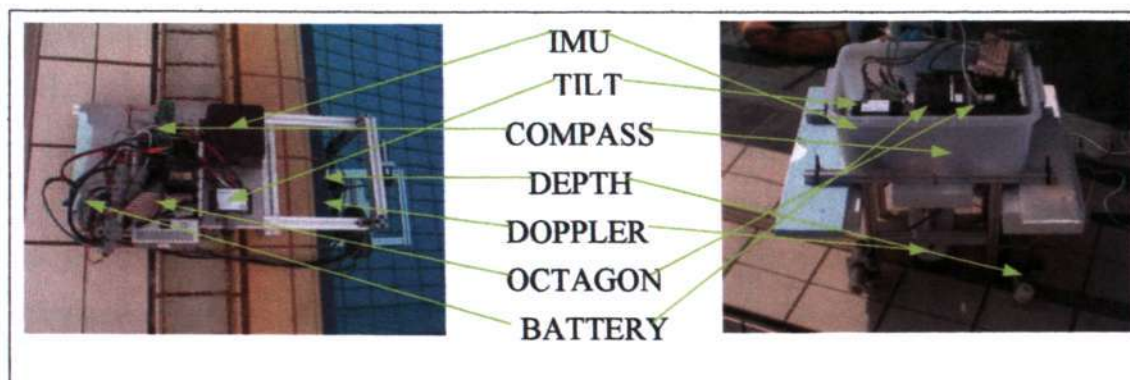 IMU
TILT
COMPASS
DEPTH
DOPPLER
OCTAGON
BATTERY